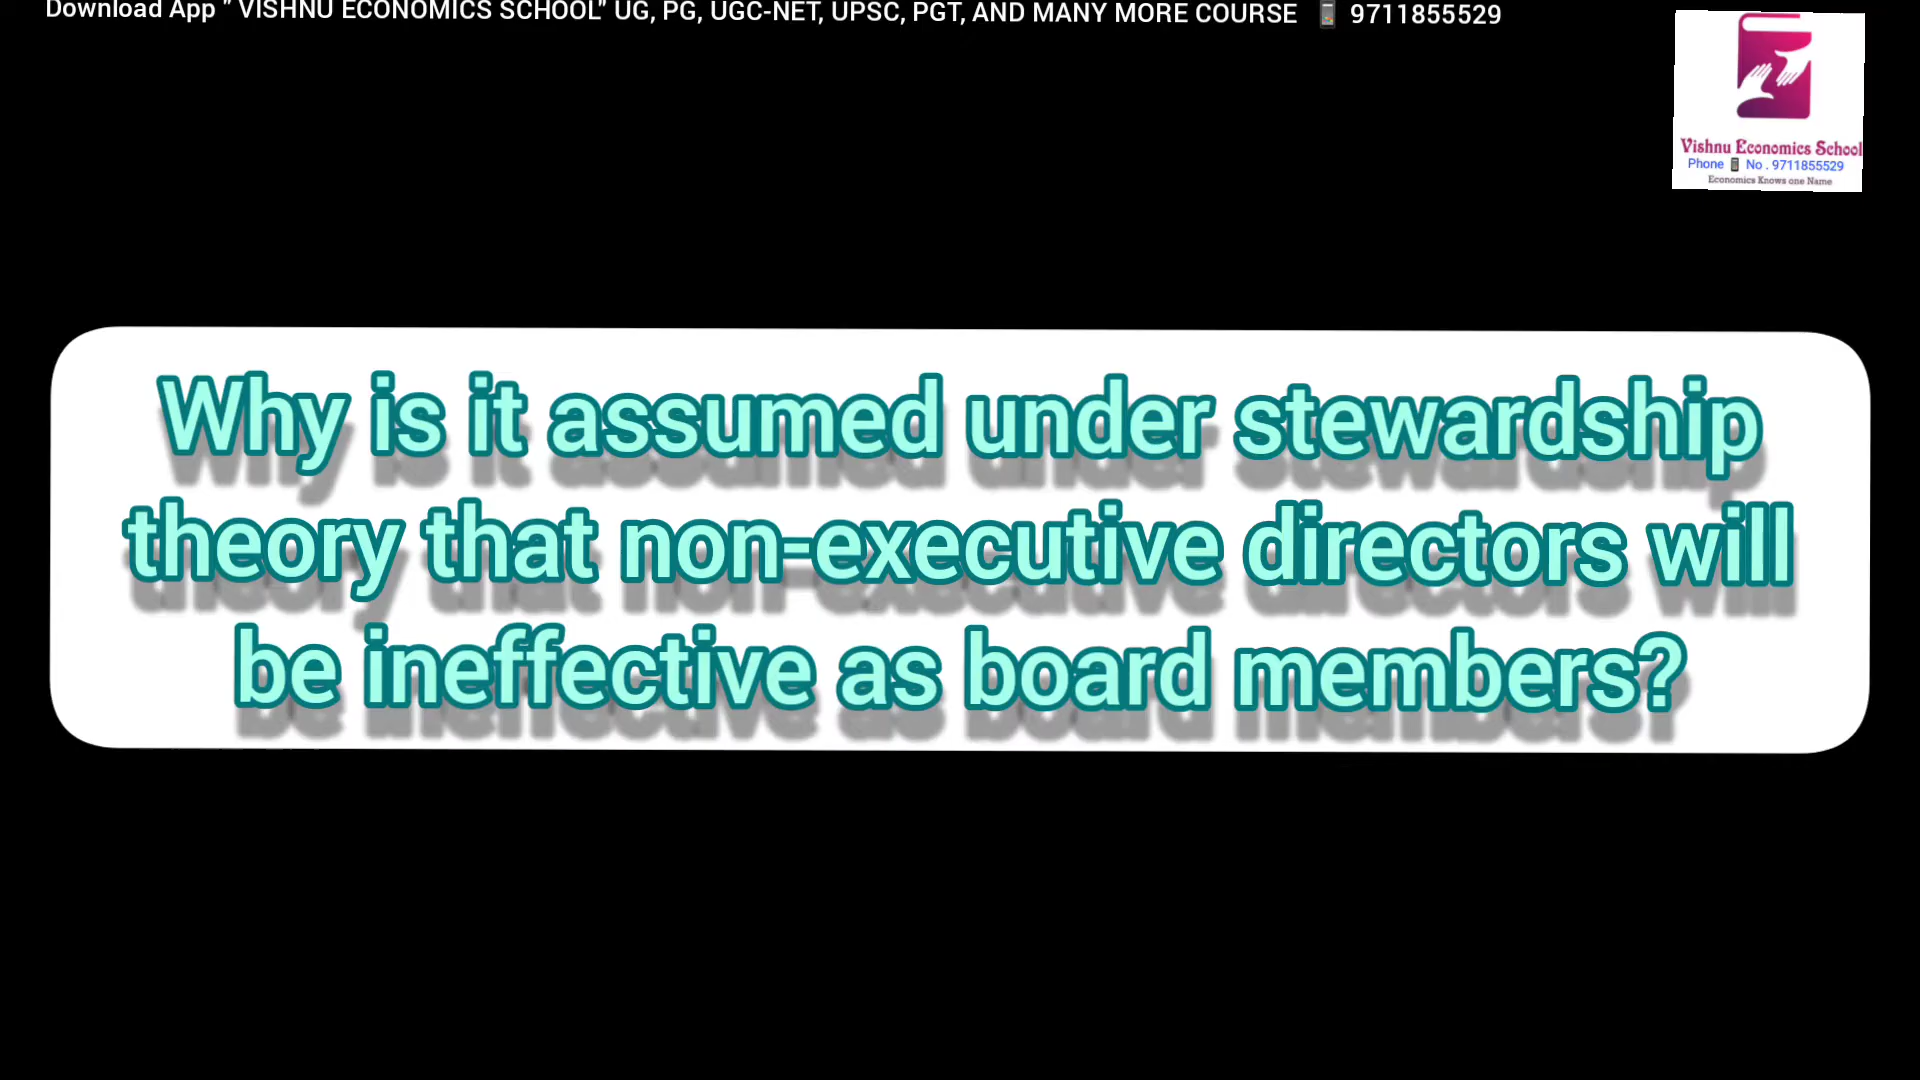 Download App " VISHNU ECONOMICS SCHOOL" UG, PG, UGC-NET, UPSC, PGT, AND MANY MORE COURSE 📱 9711855529
Vishnu Economics School
Phone 📱 No . 9711855529
Economics Knows one Name
Why is it assumed under stewardship
theory that non-executive directors will
be ineffective as board members?